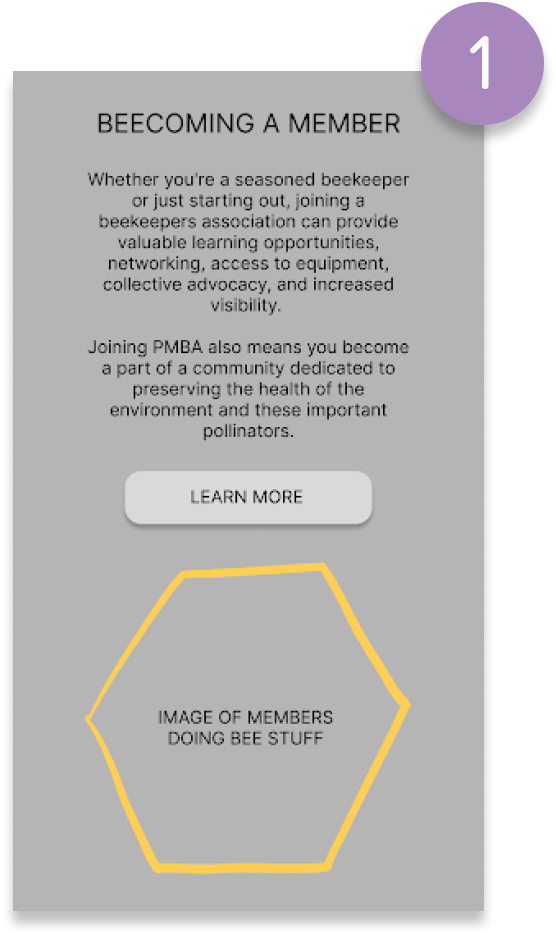 1
BEECOMING A MEMBER
Whether you're a seasoned beekeeper
or just starting out, joining a
beekeepers association can provide
valuable learning opportunities,
networking, access to equipment,
collective advocacy, and increased
visibility.
Joining PMBA also means you become
a part of a community dedicated to
preserving the health of the
environment and these important
pollinators.
LEARN MORE
IMAGE OF MEMBERS
DOING BEE STUFF